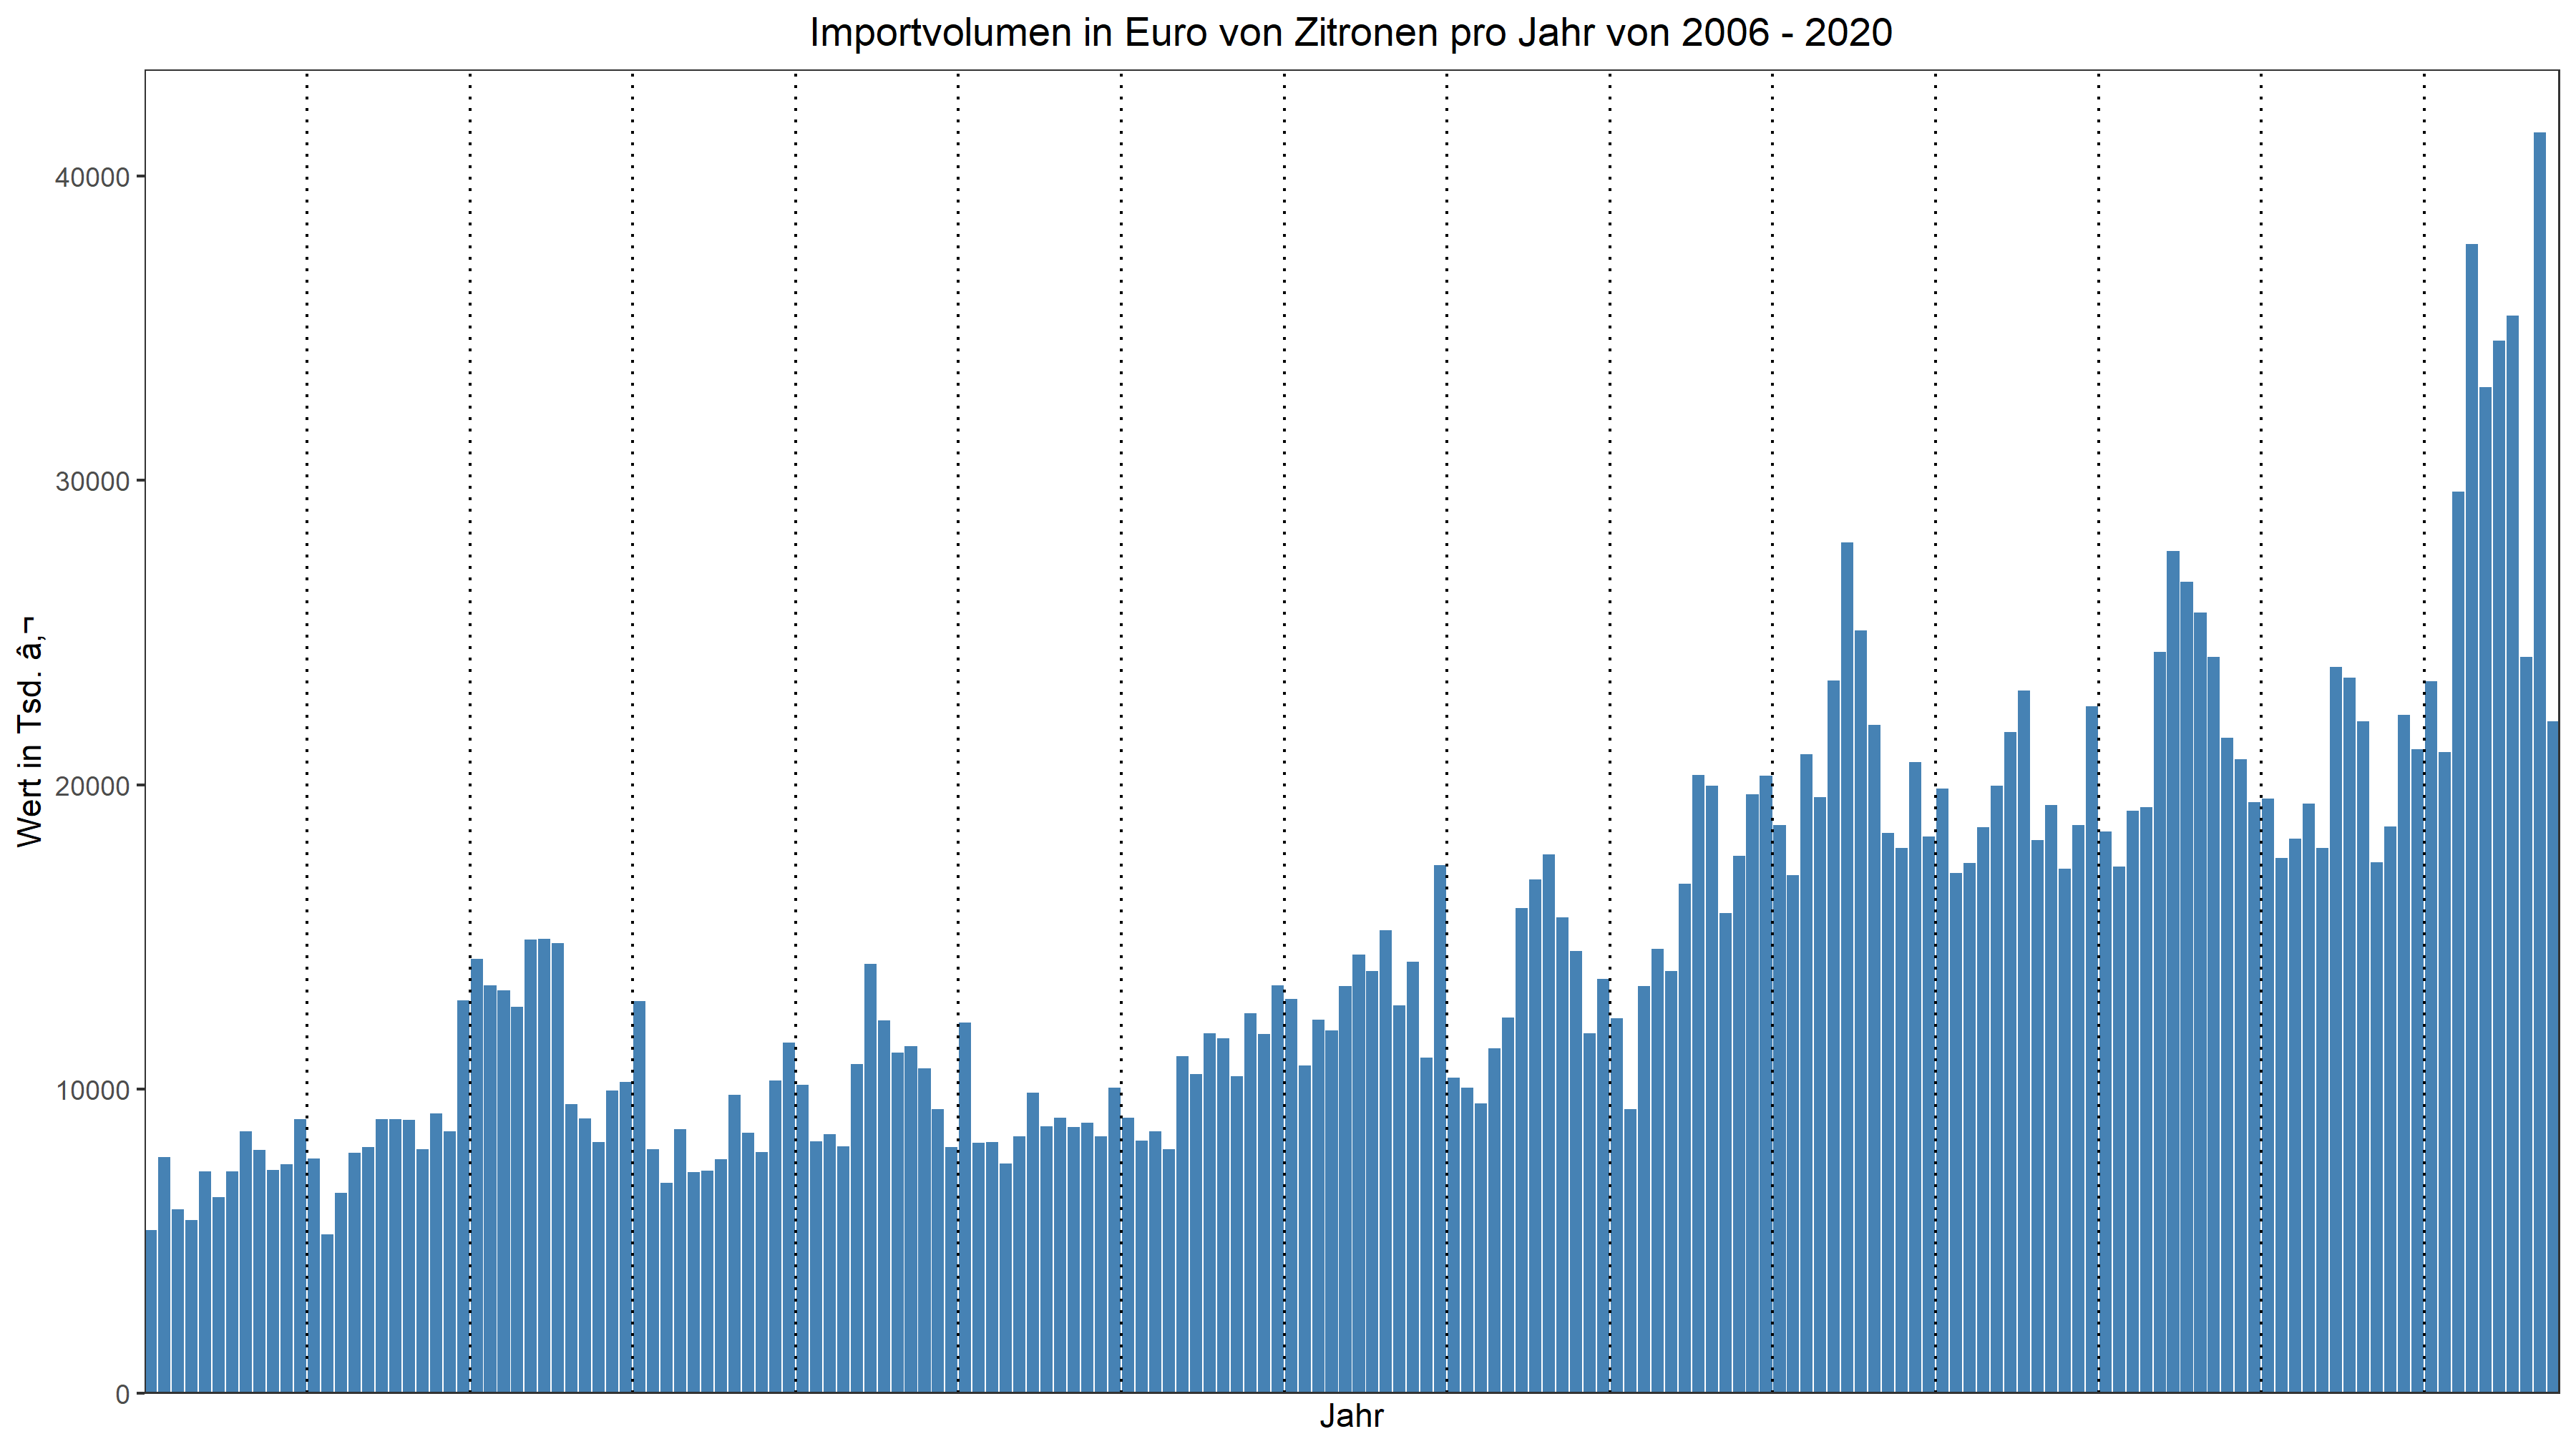 Importvolumen in Euro von Zitronen pro Jahr von 2006 - 2020
Wert in Tsd. â‚¬
40000
30000
20000
10000
0
Jahr